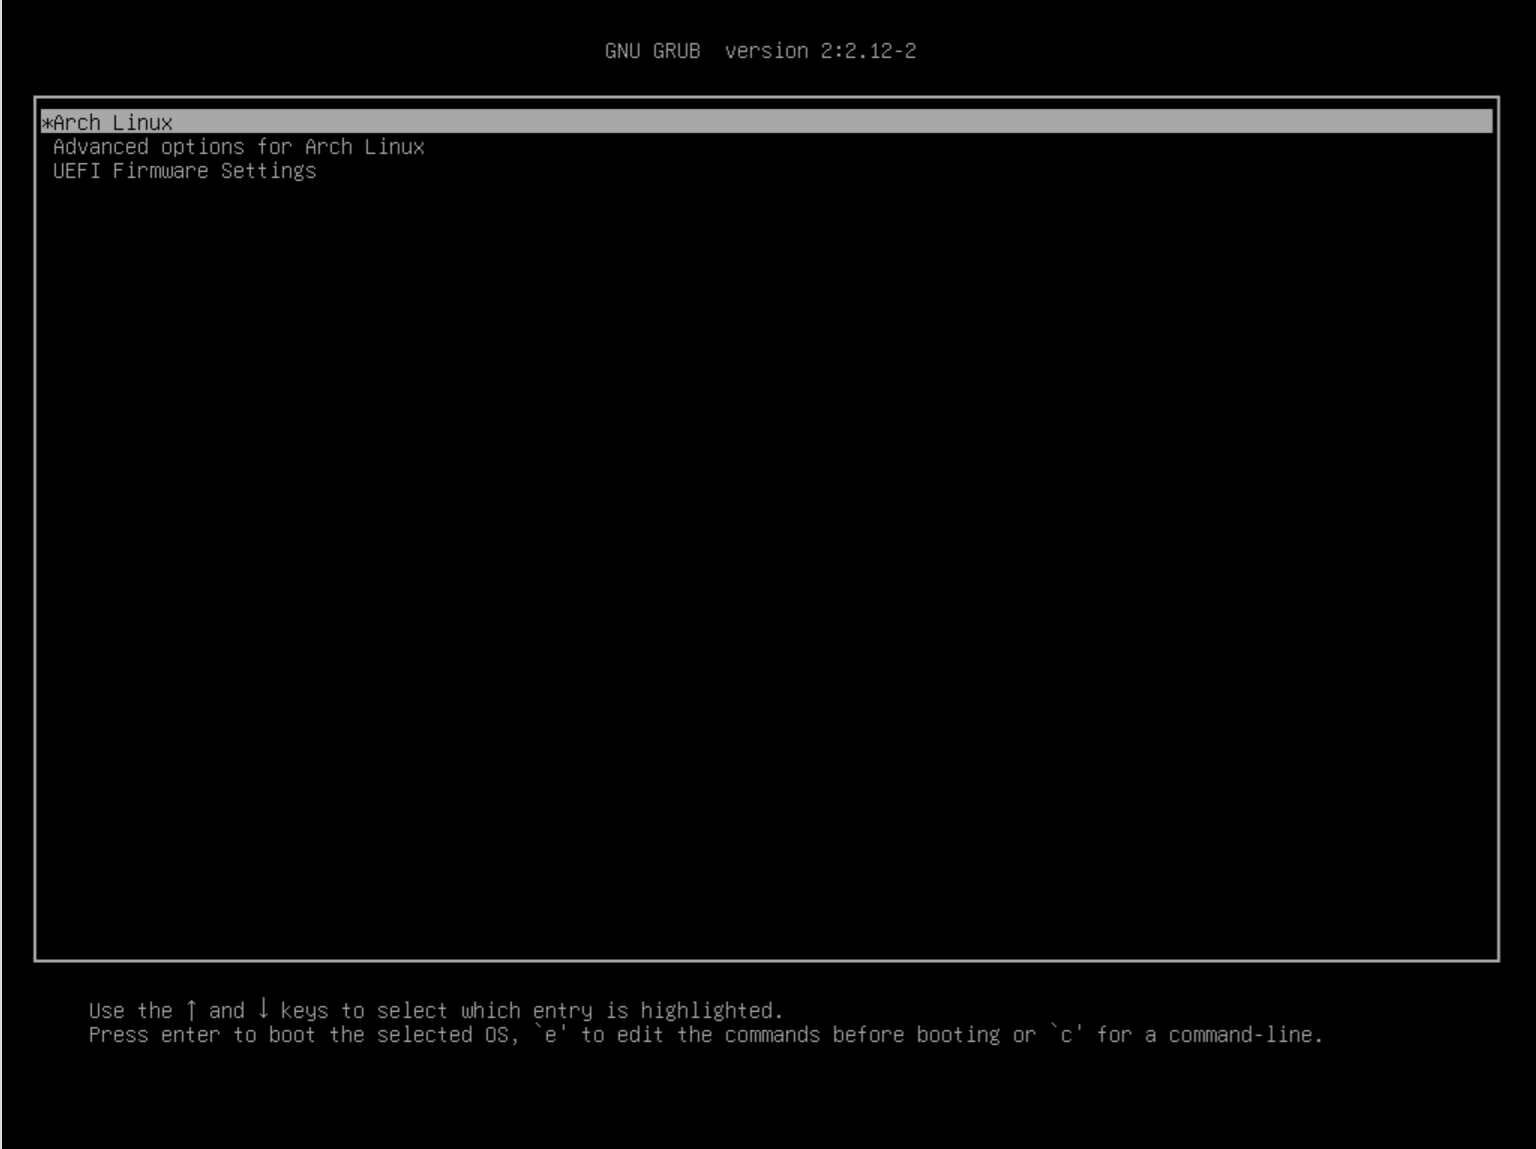 GNU GRUB  version 2:2.12-2
*Arch Linux
Advanced options for Arch Linux
UEFI Firmware Settings
Use the ↑ and ↓ keys to select which entry is highlighted.
Press enter to boot the selected OS, `e' to edit the commands before booting or `c' for a command-line.